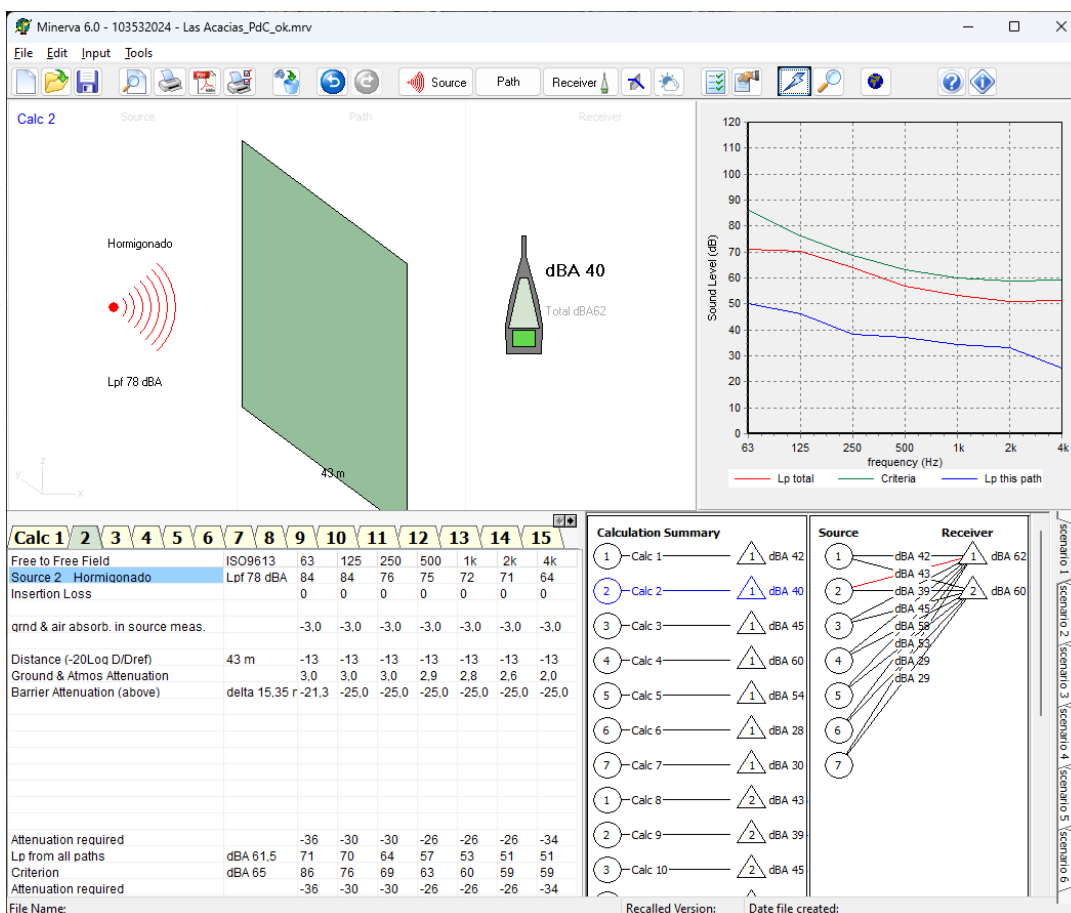 Minerva 6.0 - 103532024 - Las Acacias_PdC_ok.mrv
File Edit Input Tools
Source Path Receiver
Calc 2 Source Path Receiver
Hormigonado
Lpf 78 dBA
43 m
z
y
x
dBA 40
Total dBA62
120
110
100
90
80
70
60
50
40
30
20
10
0
Sound Level (dB)
63 125 250 500 1k 2k 4k
frequency (Hz)
Lp total Criteria Lp this path
Calc 1 2 3 4 5 6 7 8 9 10 11 12 13 14 15
Free to Free Field ISO9613 63 125 250 500 1k 2k 4k
Source 2 Hormigonado Lpf 78 dBA 84 84 76 75 72 71 64
Insertion Loss 0 0 0 0 0 0 0
grnd & air absorb. in source meas. -3,0 -3,0 -3,0 -3,0 -3,0 -3,0 -3,0
Distance (-20Log D/Dref) 43 m -13 -13 -13 -13 -13 -13 -13
Ground & Atmos Attenuation 3,0 3,0 3,0 2,9 2,8 2,6 2,0
Barrier Attenuation (above) delta 15,35 -21,3 -25,0 -25,0 -25,0 -25,0 -25,0 -25,0
Attenuation required -36 -30 -30 -26 -26 -26 -34
Lp from all paths dBA 61,5 71 70 64 57 53 51 51
Criterion dBA 65 86 76 69 63 60 59 59
Attenuation required -36 -30 -30 -26 -26 -26 -34
Calculation Summary
1 Calc 1 1 dBA 42
2 Calc 2 1 dBA 40
3 Calc 3 1 dBA 45
4 Calc 4 1 dBA 60
5 Calc 5 1 dBA 54
6 Calc 6 1 dBA 28
7 Calc 7 1 dBA 30
1 Calc 8 2 dBA 43
2 Calc 9 2 dBA 39
3 Calc 10 2 dBA 45
Source Receiver
1 dBA 42 1 dBA 62
dBA 43
2 dBA 39 2 dBA 60
dBA 45
3 dBA 58
dBA 53
4 dBA 29
dBA 29
5
6
7
scenario 1
scenario 2
scenario 3
scenario 4
scenario 5
scenario 6
File Name: Recalled Version: Date file created: